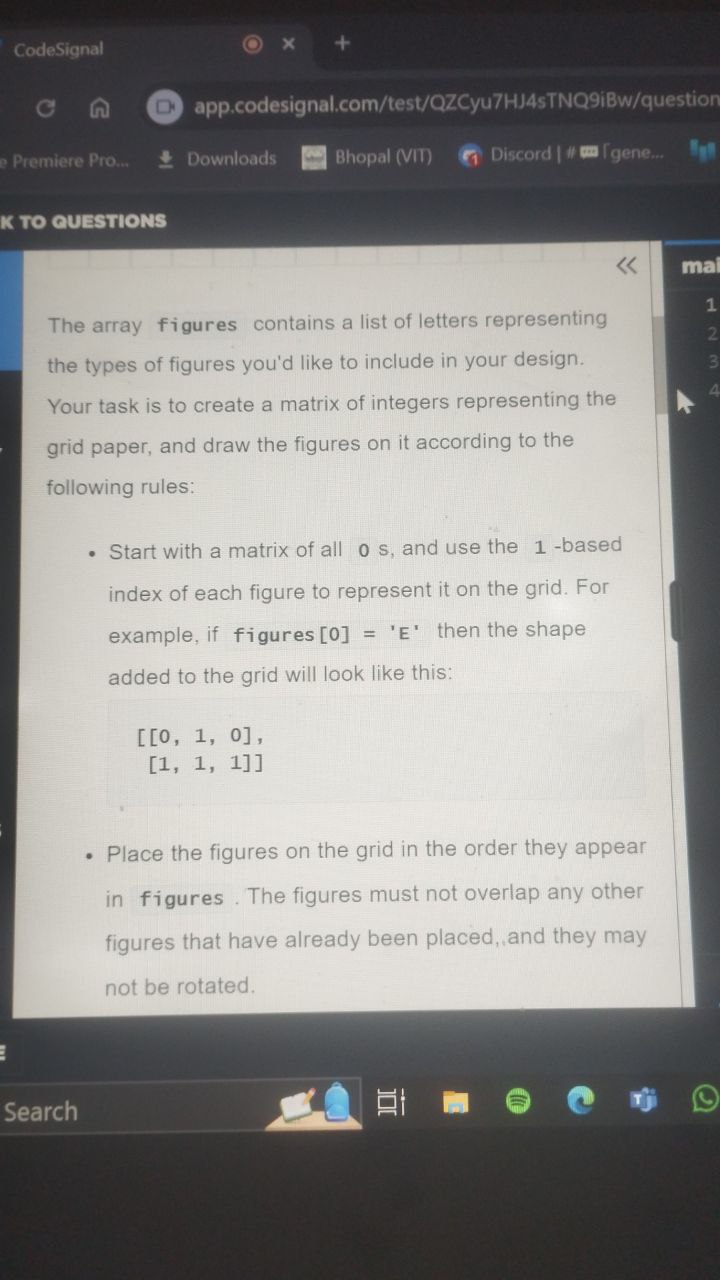 CodeSignal
app.codesignal.com/test/QZCyu7HJ4sTNQ9iBw/question
e Premiere Pro... Downloads Bhopal (VIT) Discord | # gene...
K TO QUESTIONS
mai
1
2
3
4
The array figures contains a list of letters representing
the types of figures you'd like to include in your design.
Your task is to create a matrix of integers representing the
grid paper, and draw the figures on it according to the
following rules:
• Start with a matrix of all 0 s, and use the 1 -based
index of each figure to represent it on the grid. For
example, if figures[0] = 'E' then the shape
added to the grid will look like this:
[[0, 1, 0],
[1, 1, 1]]
• Place the figures on the grid in the order they appear
in figures . The figures must not overlap any other
figures that have already been placed, and they may
not be rotated.
E
Search